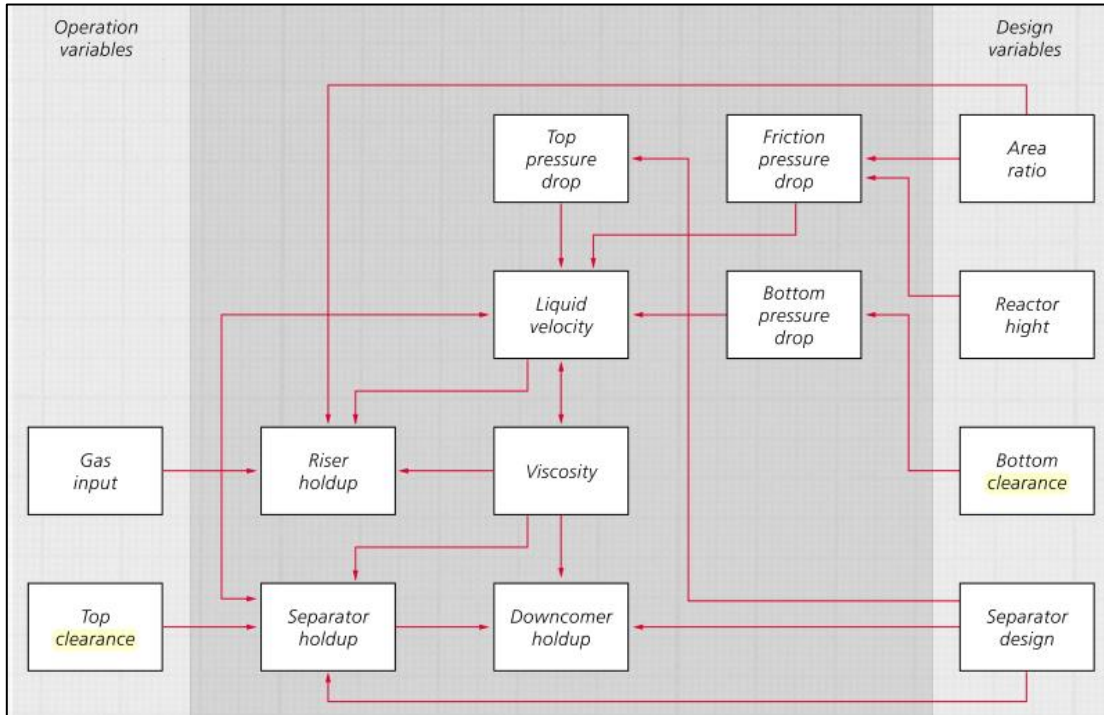 Operation
variables
Design
variables
Top
pressure
drop
Friction
pressure
drop
Area
ratio
Liquid
velocity
Bottom
pressure
drop
Reactor
hight
Gas
input
Riser
holdup
Viscosity
Bottom
clearance
Top
clearance
Separator
holdup
Downcomer
holdup
Separator
design